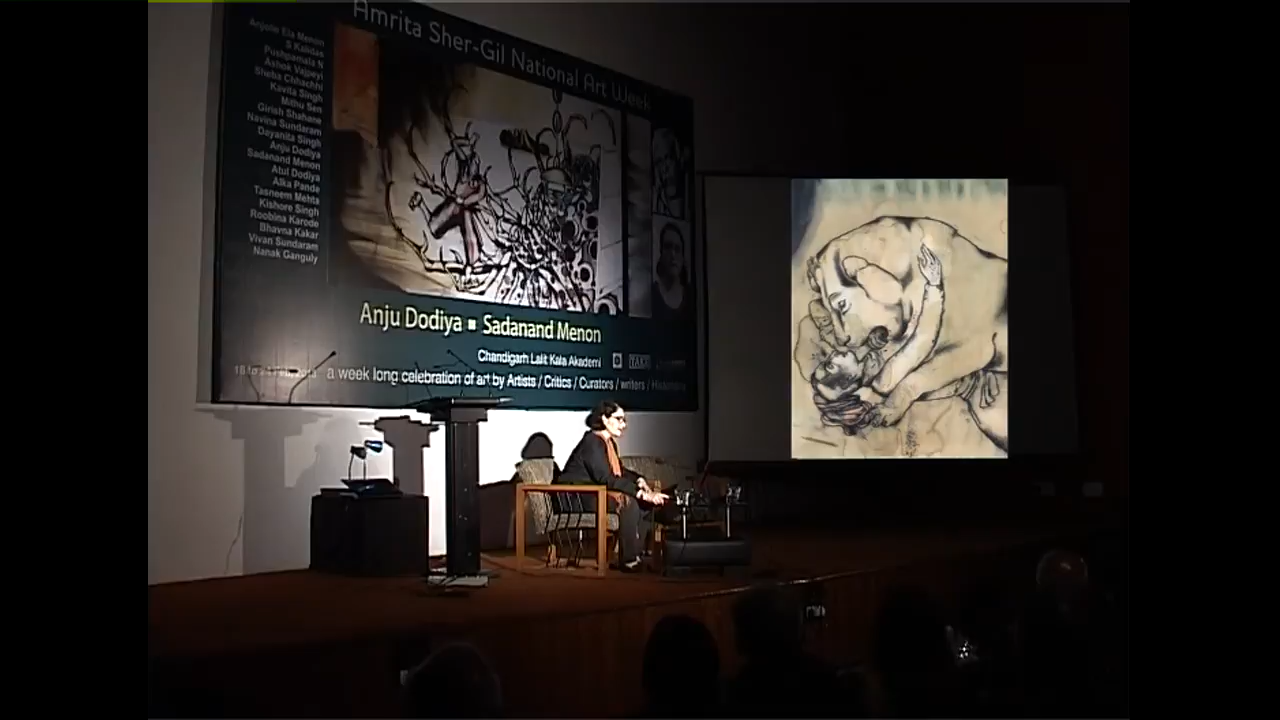 Amrita Sher-Gil National Art Week
Anjolie Ela Menon
S Kalidas
Pushpamala N
Ashok Vajpeyi
Sheba Chhachhi
Kavita Singh
Mithu Sen
Girish Shahane
Navina Sundaram
Dayanita Singh
Anju Dodiya
Sadanand Menon
Atul Dodiya
Alka Pande
Tasneem Mehta
Kishore Singh
Roobina Karode
Bhavna Kakar
Vivan Sundaram
Nanak Ganguly
Anju Dodiya ▪ Sadanand Menon
Chandigarh Lalit Kala Akademi
a week long celebration of art by Artists / Critics / Curators / writers /